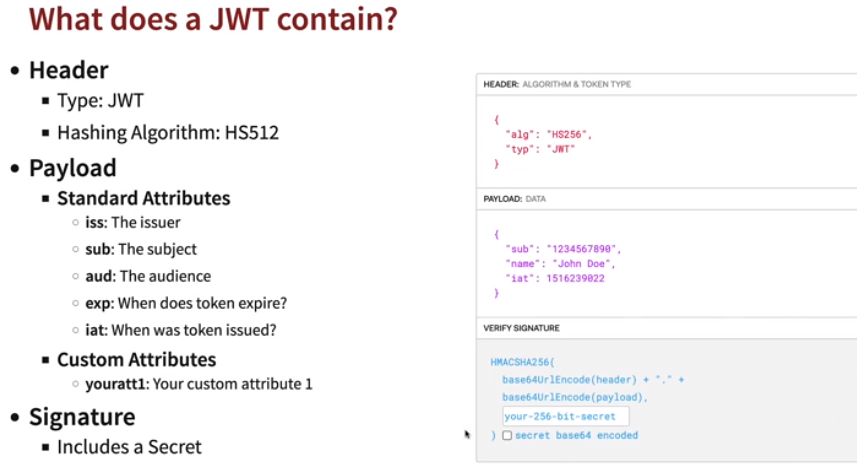 What does a JWT contain?
• Header
▪ Type: JWT
▪ Hashing Algorithm: HS512
• Payload
▪ Standard Attributes
○ iss: The issuer
○ sub: The subject
○ aud: The audience
○ exp: When does token expire?
○ iat: When was token issued?
▪ Custom Attributes
○ youratt1: Your custom attribute 1
• Signature
▪ Includes a Secret
HEADER: ALGORITHM & TOKEN TYPE
{
"alg": "HS256",
"typ": "JWT"
}
PAYLOAD: DATA
{
"sub": "1234567890",
"name": "John Doe",
"iat": 1516239022
}
VERIFY SIGNATURE
HMACSHA256(
base64UrlEncode(header) + "." +
base64UrlEncode(payload),
your-256-bit-secret
) secret base64 encoded